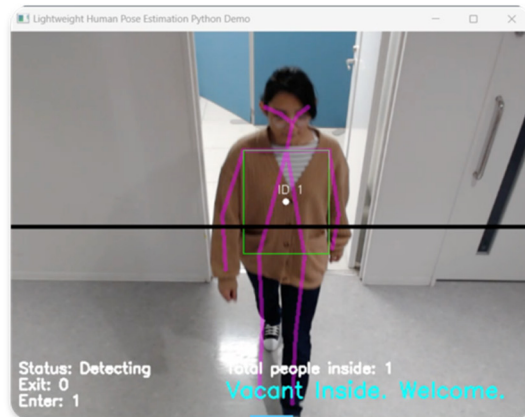 Lightweight Human Pose Estimation Python Demo
ID 1
Status: Detecting
Exit: 0
Enter: 1
Total people inside: 1
Vacant Inside. Welcome.